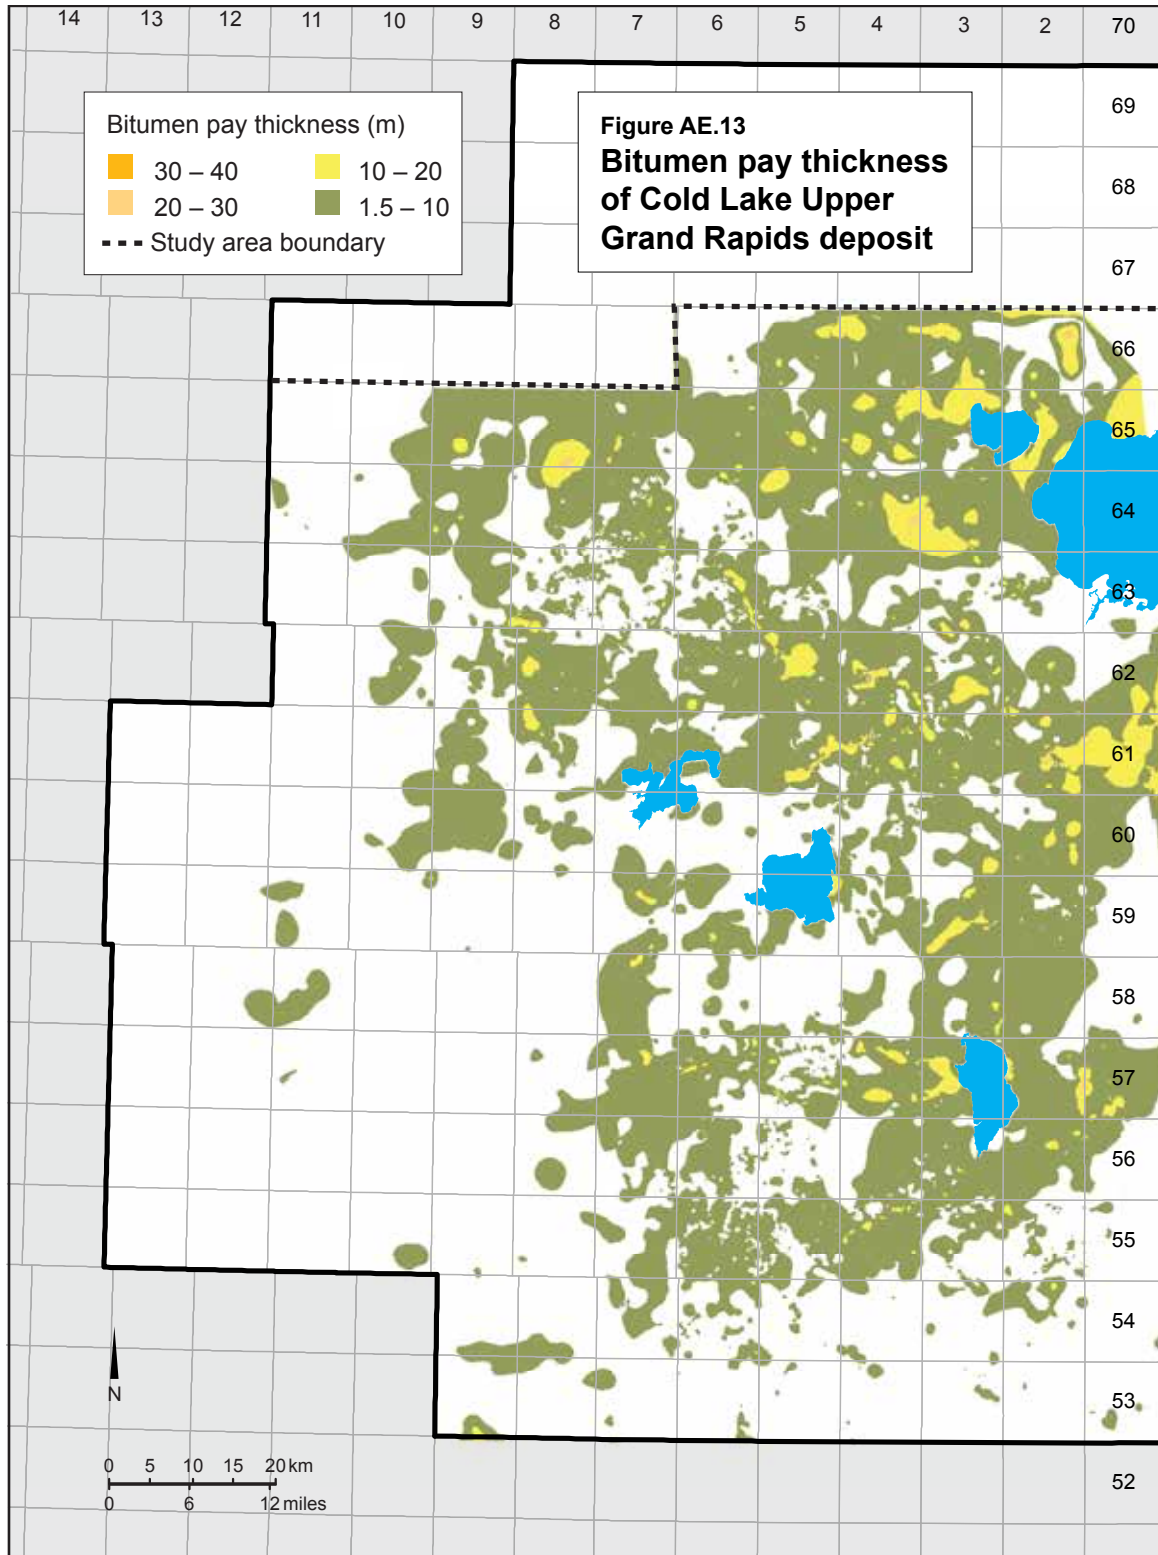 14 13 12 11 10 9 8 7 6 5 4 3 2 70
69
68
67
66
65
64
63
62
61
60
59
58
57
56
55
54
53
52
Bitumen pay thickness (m)
30 – 40 10 – 20
20 – 30 1.5 – 10
Study area boundary
Figure AE.13
Bitumen pay thickness
of Cold Lake Upper
Grand Rapids deposit
N
0 5 10 15 20 km
0 6 12 miles